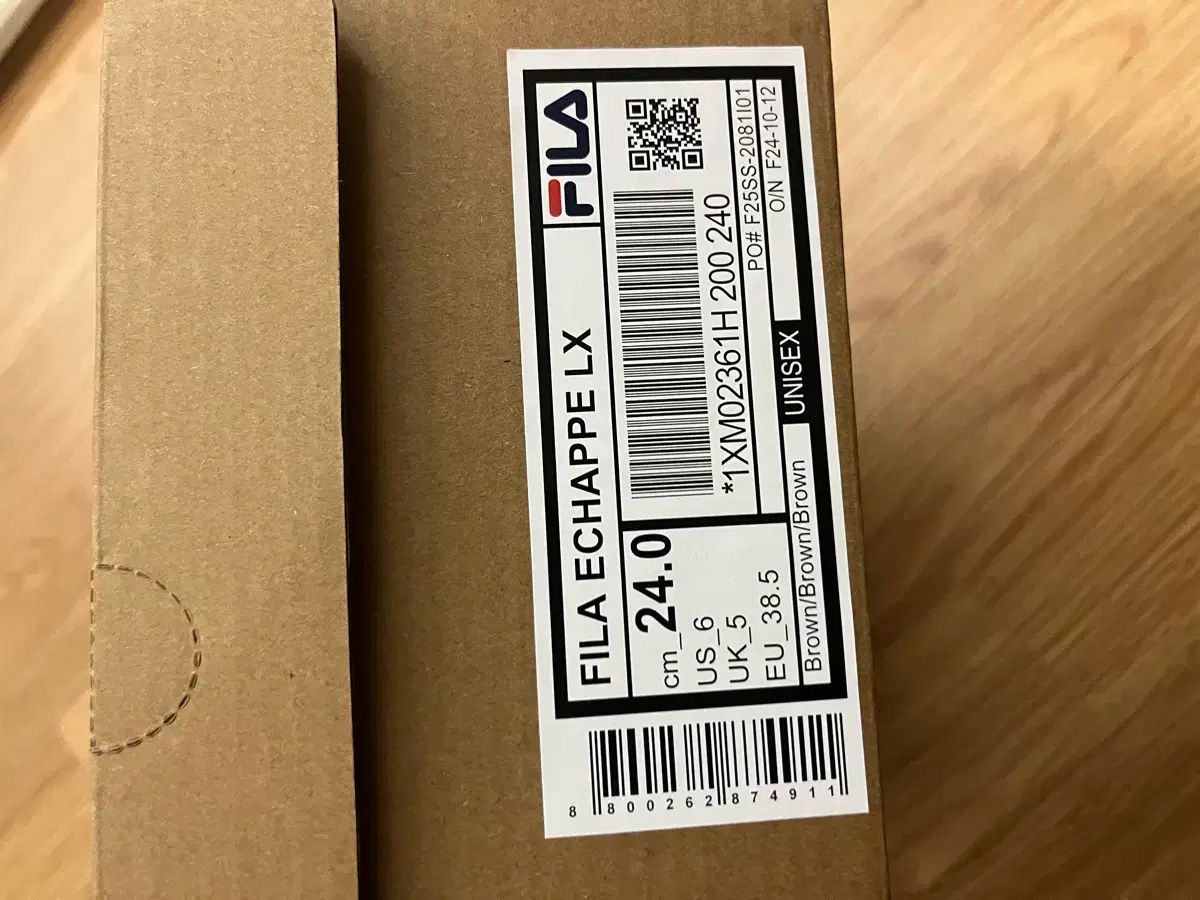 FILA ECHAPPE LX
FILA
cm_24.0
US_6
UK_5
EU_38.5
*1XM02361H 200 240
PO# F25SS-2081I01
O/N F24-10-12
Brown/Brown/Brown
UNISEX
8 800262 874911